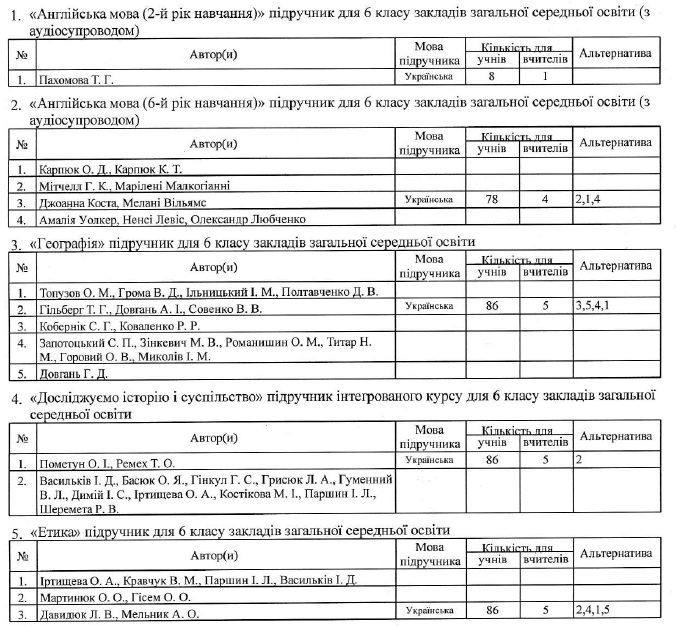 1. «Англійська мова (2-й рік навчання)» підручник для 6 класу закладів загальної середньої освіти (з
аудіосупроводом)
№ Автор(и) Мова підручника Кількість для учнів вчителів Альтернатива
1. Пахомова Т. Г. Українська 8 1
2. «Англійська мова (6-й рік навчання)» підручник для 6 класу закладів загальної середньої освіти (з
аудіосупроводом)
№ Автор(и) Мова підручника Кількість для учнів вчителів Альтернатива
1. Карпюк О. Д., Карпюк К. Т.
2. Мітчелл Г. К., Марілені Малкогіанні
3. Джоанна Коста, Мелані Вільямс Українська 78 4 2,1,4
4. Амалія Уолкер, Ненсі Левіс, Олександр Любченко
3. «Географія» підручник для 6 класу закладів загальної середньої освіти
№ Автор(и) Мова підручника Кількість для учнів вчителів Альтернатива
1. Топузов О. М., Грома В. Д., Ільницький І. М., Полтавченко Д. В.
2. Гільберг Т. Г., Довгань А. І., Совенко В. В. Українська 86 5 3,5,4,1
3. Кобернік С. Г., Коваленко Р. Р.
4. Запотоцький С. П., Зінкевич М. В., Романишин О. М., Титар Н.
М., Горовий О. В., Миколів І. М.
5. Довгань Г. Д.
4. «Досліджуємо історію і суспільство» підручник інтегрованого курсу для 6 класу закладів загальної
середньої освіти
№ Автор(и) Мова підручника Кількість для учнів вчителів Альтернатива
1. Пометун О. І., Ремех Т. О. Українська 86 5 2
2. Васильків І. Д., Басюк О. Я., Гінкул Г. С., Грисюк Л. А., Гуменний
В. Л., Димій І. С., Іртищева О. А., Костікова М. І., Паршин І. Л.,
Шеремета Р. В.
5. «Етика» підручник для 6 класу закладів загальної середньої освіти
№ Автор(и) Мова підручника Кількість для учнів вчителів Альтернатива
1. Іртищева О. А., Кравчук В. М., Паршин І. Л., Васильків І. Д.
2. Мартинюк О. О., Гісем О. О.
3. Давидюк Л. В., Мельник А. О. Українська 86 5 2,4,1,5